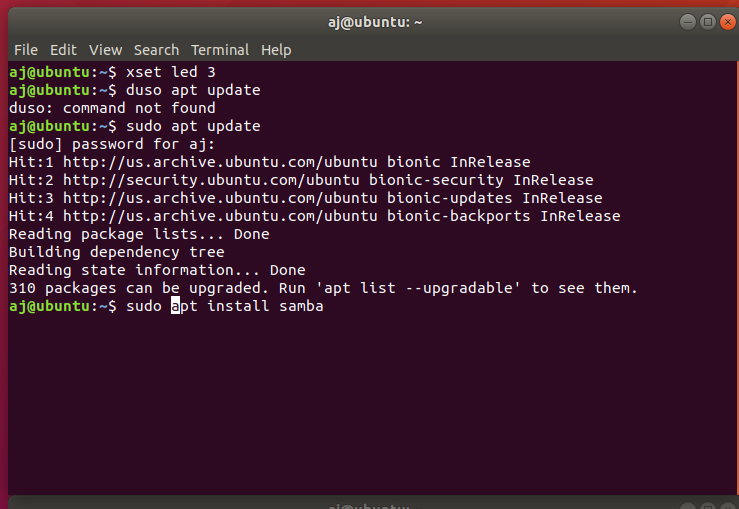 aj@ubuntu: ~
File Edit View Search Terminal Help
aj@ubuntu:~$ xset led 3
aj@ubuntu:~$ duso apt update
duso: command not found
aj@ubuntu:~$ sudo apt update
[sudo] password for aj:
Hit:1 http://us.archive.ubuntu.com/ubuntu bionic InRelease
Hit:2 http://security.ubuntu.com/ubuntu bionic-security InRelease
Hit:3 http://us.archive.ubuntu.com/ubuntu bionic-updates InRelease
Hit:4 http://us.archive.ubuntu.com/ubuntu bionic-backports InRelease
Reading package lists... Done
Building dependency tree
Reading state information... Done
310 packages can be upgraded. Run 'apt list --upgradable' to see them.
aj@ubuntu:~$ sudo apt install samba
aj@ubuntu: ~